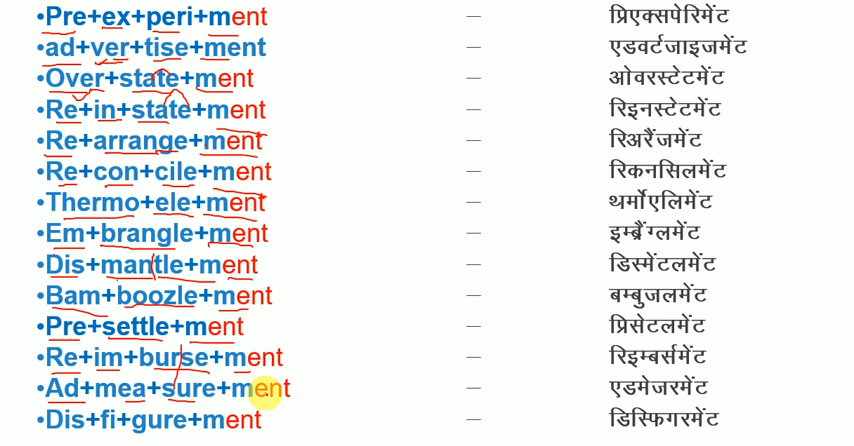 •Pre+ex+peri+ment – प्रिएक्सपेरिमेंट
•ad+ver+tise+ment – एडवर्टजाइजमेंट
•Over+state+ment – ओवरस्टेटमेंट
•Re+in+state+ment – रिइनस्टेटमेंट
•Re+arrange+ment – रिअरैंजमेंट
•Re+con+cile+ment – रिकनसिलमेंट
•Thermo+ele+ment – थर्मोएलिमेंट
•Em+brangle+ment – इम्ब्रैंग्लमेंट
•Dis+mantle+ment – डिस्मेंटलमेंट
•Bam+boozle+ment – बम्बुजलमेंट
•Pre+settle+ment – प्रिसेटलमेंट
•Re+im+burse+ment – रिइम्बर्समेंट
•Ad+mea+sure+ment – एडमेजरमेंट
•Dis+fi+gure+ment – डिस्फिगरमेंट